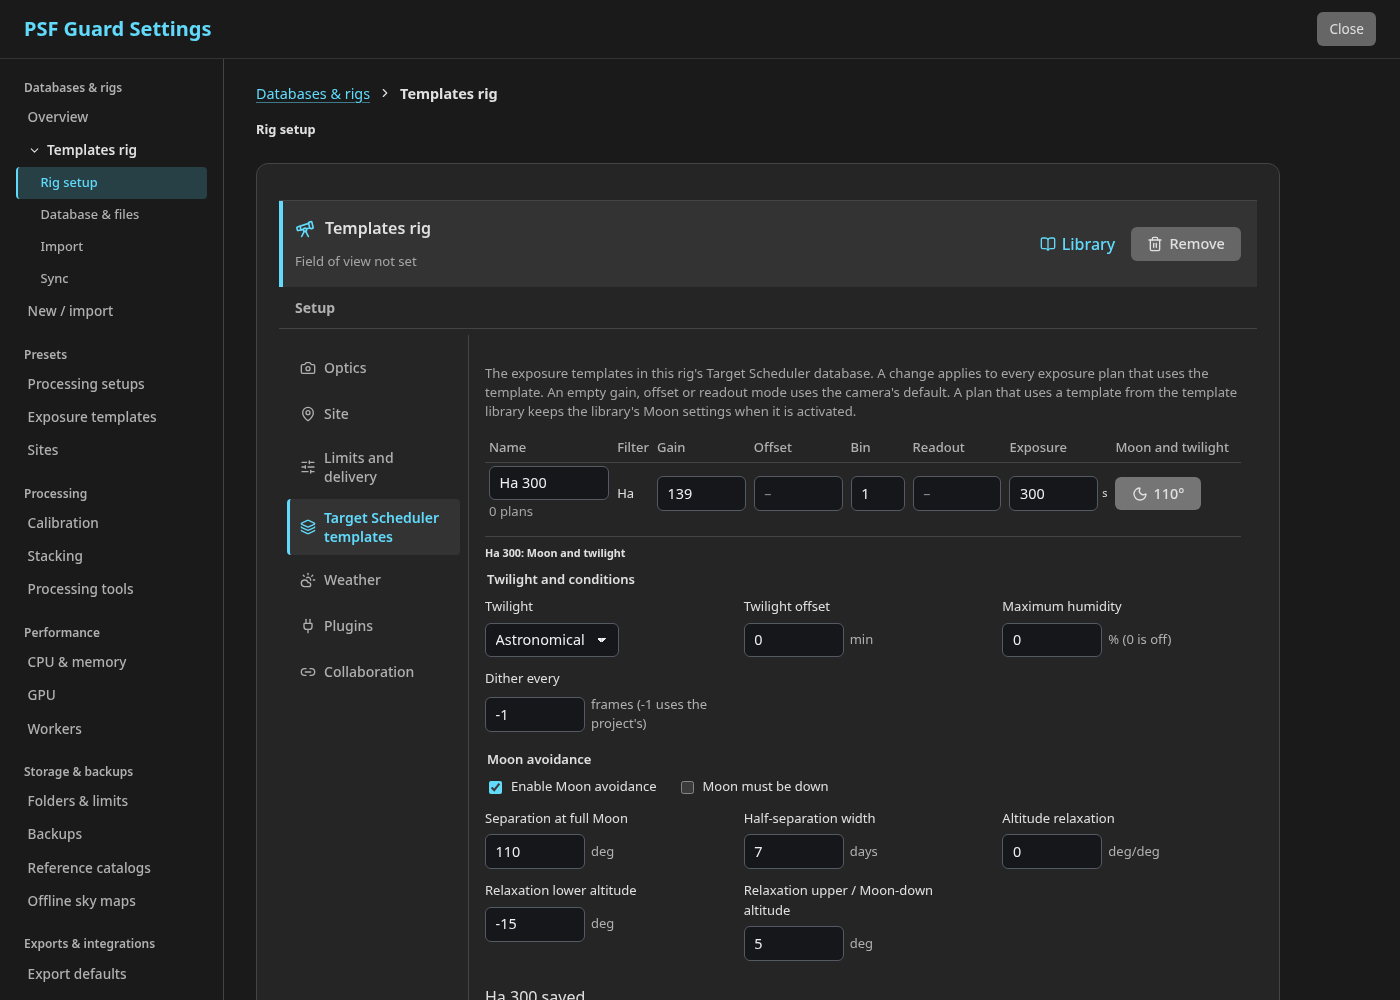 PSF Guard Settings
Close
Databases & rigs
Overview
Templates rig
Rig setup
Database & files
Import
Sync
New / import
Presets
Processing setups
Exposure templates
Sites
Processing
Calibration
Stacking
Processing tools
Performance
CPU & memory
GPU
Workers
Storage & backups
Folders & limits
Backups
Reference catalogs
Offline sky maps
Exports & integrations
Export defaults
Databases & rigs > Templates rig
Rig setup
Templates rig
Field of view not set
Library
Remove
Setup
Optics
Site
Limits and
delivery
Target Scheduler
templates
Weather
Plugins
Collaboration
The exposure templates in this rig's Target Scheduler database. A change applies to every exposure plan that uses the
template. An empty gain, offset or readout mode uses the camera's default. A plan that uses a template from the template
library keeps the library's Moon settings when it is activated.
Name Filter Gain Offset Bin Readout Exposure Moon and twilight
Ha 300 Ha 139 – 1 – 300 s 110°
0 plans
Ha 300: Moon and twilight
Twilight and conditions
Twilight Twilight offset Maximum humidity
Astronomical 0 min 0 % (0 is off)
Dither every
-1 frames (-1 uses the
project's)
Moon avoidance
Enable Moon avoidance Moon must be down
Separation at full Moon Half-separation width Altitude relaxation
110 deg 7 days 0 deg/deg
Relaxation lower altitude Relaxation upper / Moon-down
altitude
-15 deg 5 deg
Ha 300 saved